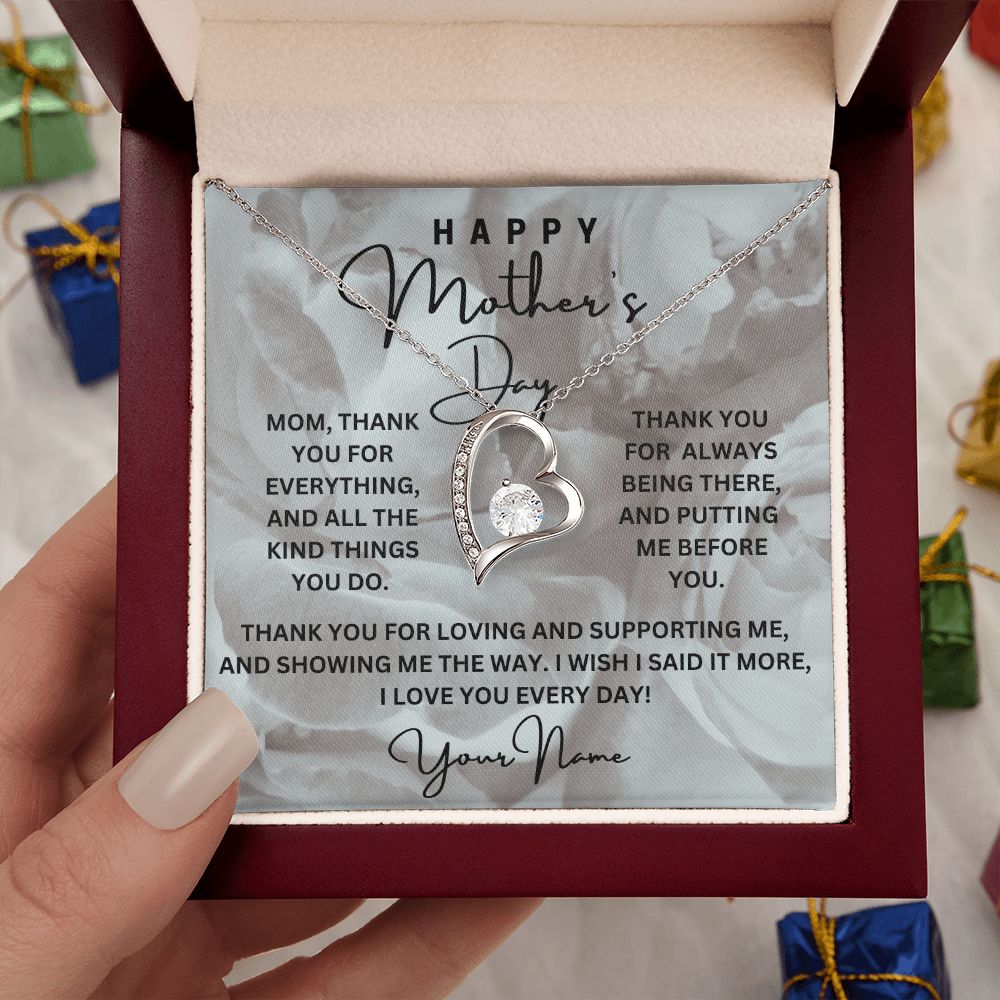 HAPPY
Mother's
Day
MOM, THANK
YOU FOR
EVERYTHING,
AND ALL THE
KIND THINGS
YOU DO.
THANK YOU
FOR ALWAYS
BEING THERE,
AND PUTTING
ME BEFORE
YOU.
THANK YOU FOR LOVING AND SUPPORTING ME,
AND SHOWING ME THE WAY. I WISH I SAID IT MORE,
I LOVE YOU EVERY DAY!
Your Name